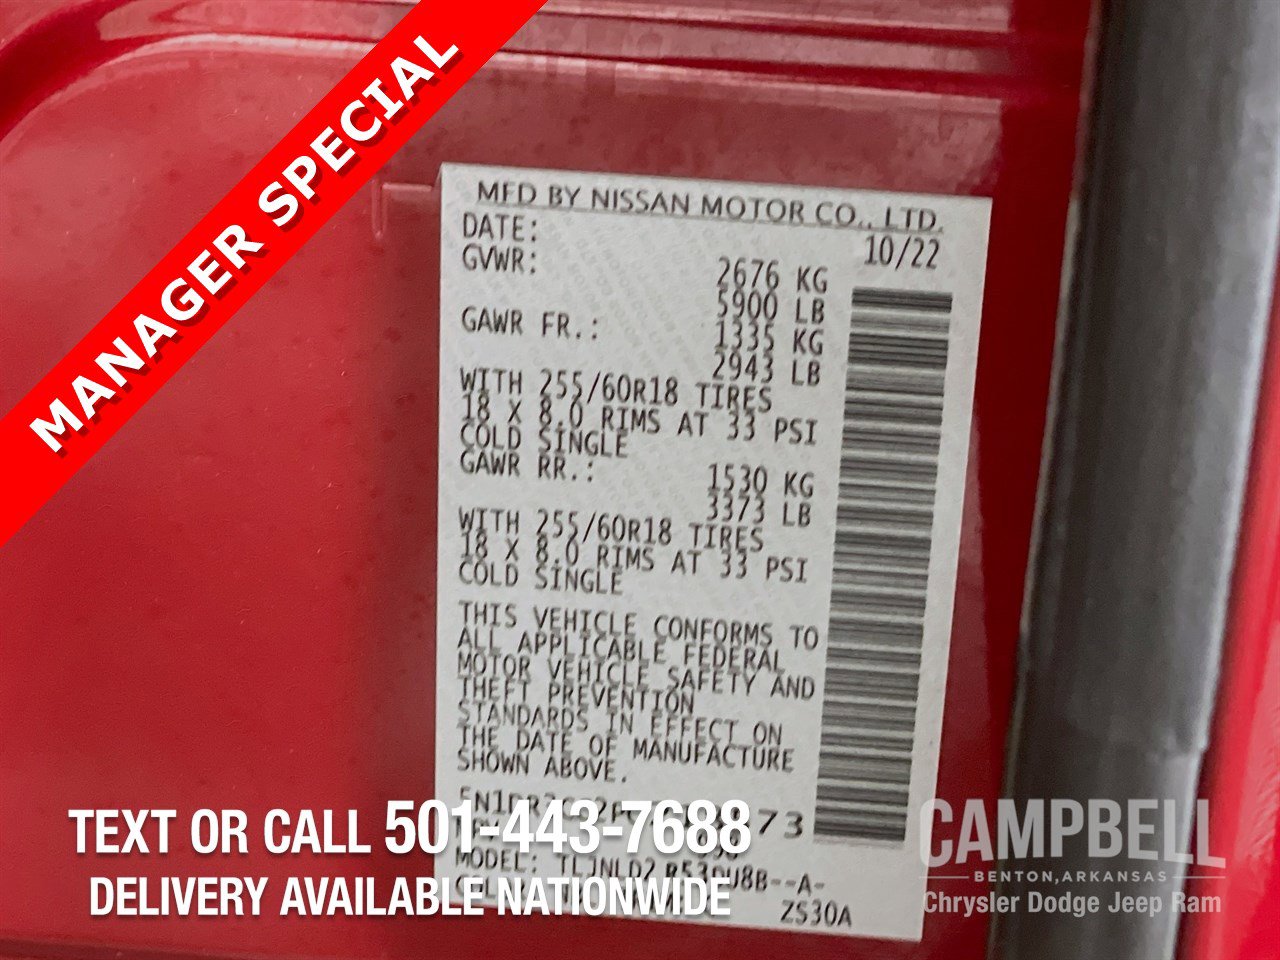 MANAGER SPECIAL
MFD BY NISSAN MOTOR CO., LTD.
DATE: 10/22
GVWR: 2676 KG
5900 LB
GAWR FR.: 1335 KG
2943 LB
WITH 255/60R18 TIRES
18 X 8.0 RIMS AT 33 PSI
COLD SINGLE
GAWR RR.: 1530 KG
3373 LB
WITH 255/60R18 TIRES
18 X 8.0 RIMS AT 33 PSI
COLD SINGLE
THIS VEHICLE CONFORMS TO
ALL APPLICABLE FEDERAL
MOTOR VEHICLE SAFETY AND
THEFT PREVENTION
STANDARDS IN EFFECT ON
THE DATE OF MANUFACTURE
SHOWN ABOVE.
MODEL:
ZS30A
TEXT OR CALL 501-443-7688
DELIVERY AVAILABLE NATIONWIDE
CAMPBELL
BENTON, ARKANSAS
Chrysler Dodge Jeep Ram